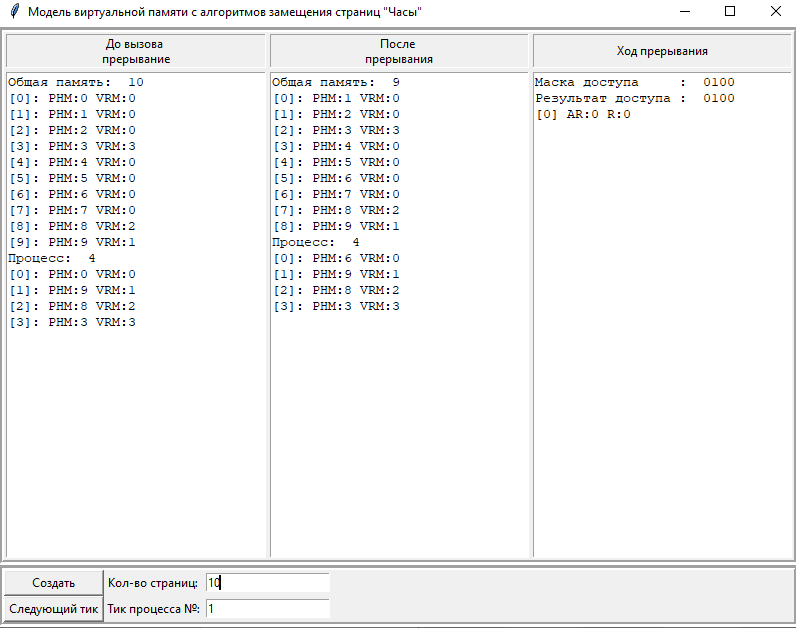 Модель виртуальной памяти с алгоритмов замещения страниц "Часы"
До вызова
прерывание
Общая память:  10
[0]: PHM:0 VRM:0
[1]: PHM:1 VRM:0
[2]: PHM:2 VRM:0
[3]: PHM:3 VRM:3
[4]: PHM:4 VRM:0
[5]: PHM:5 VRM:0
[6]: PHM:6 VRM:0
[7]: PHM:7 VRM:0
[8]: PHM:8 VRM:2
[9]: PHM:9 VRM:1
Процесс:  4
[0]: PHM:0 VRM:0
[1]: PHM:9 VRM:1
[2]: PHM:8 VRM:2
[3]: PHM:3 VRM:3
После
прерывания
Общая память:  9
[0]: PHM:1 VRM:0
[1]: PHM:2 VRM:0
[2]: PHM:3 VRM:3
[3]: PHM:4 VRM:0
[4]: PHM:5 VRM:0
[5]: PHM:6 VRM:0
[6]: PHM:7 VRM:0
[7]: PHM:8 VRM:2
[8]: PHM:9 VRM:1
Процесс:  4
[0]: PHM:6 VRM:0
[1]: PHM:9 VRM:1
[2]: PHM:8 VRM:2
[3]: PHM:3 VRM:3
Ход прерывания
Маска доступа     :  0100
Результат доступа :  0100
[0] AR:0 R:0
Создать Кол-во страниц: 10
Следующий тик Тик процесса №: 1